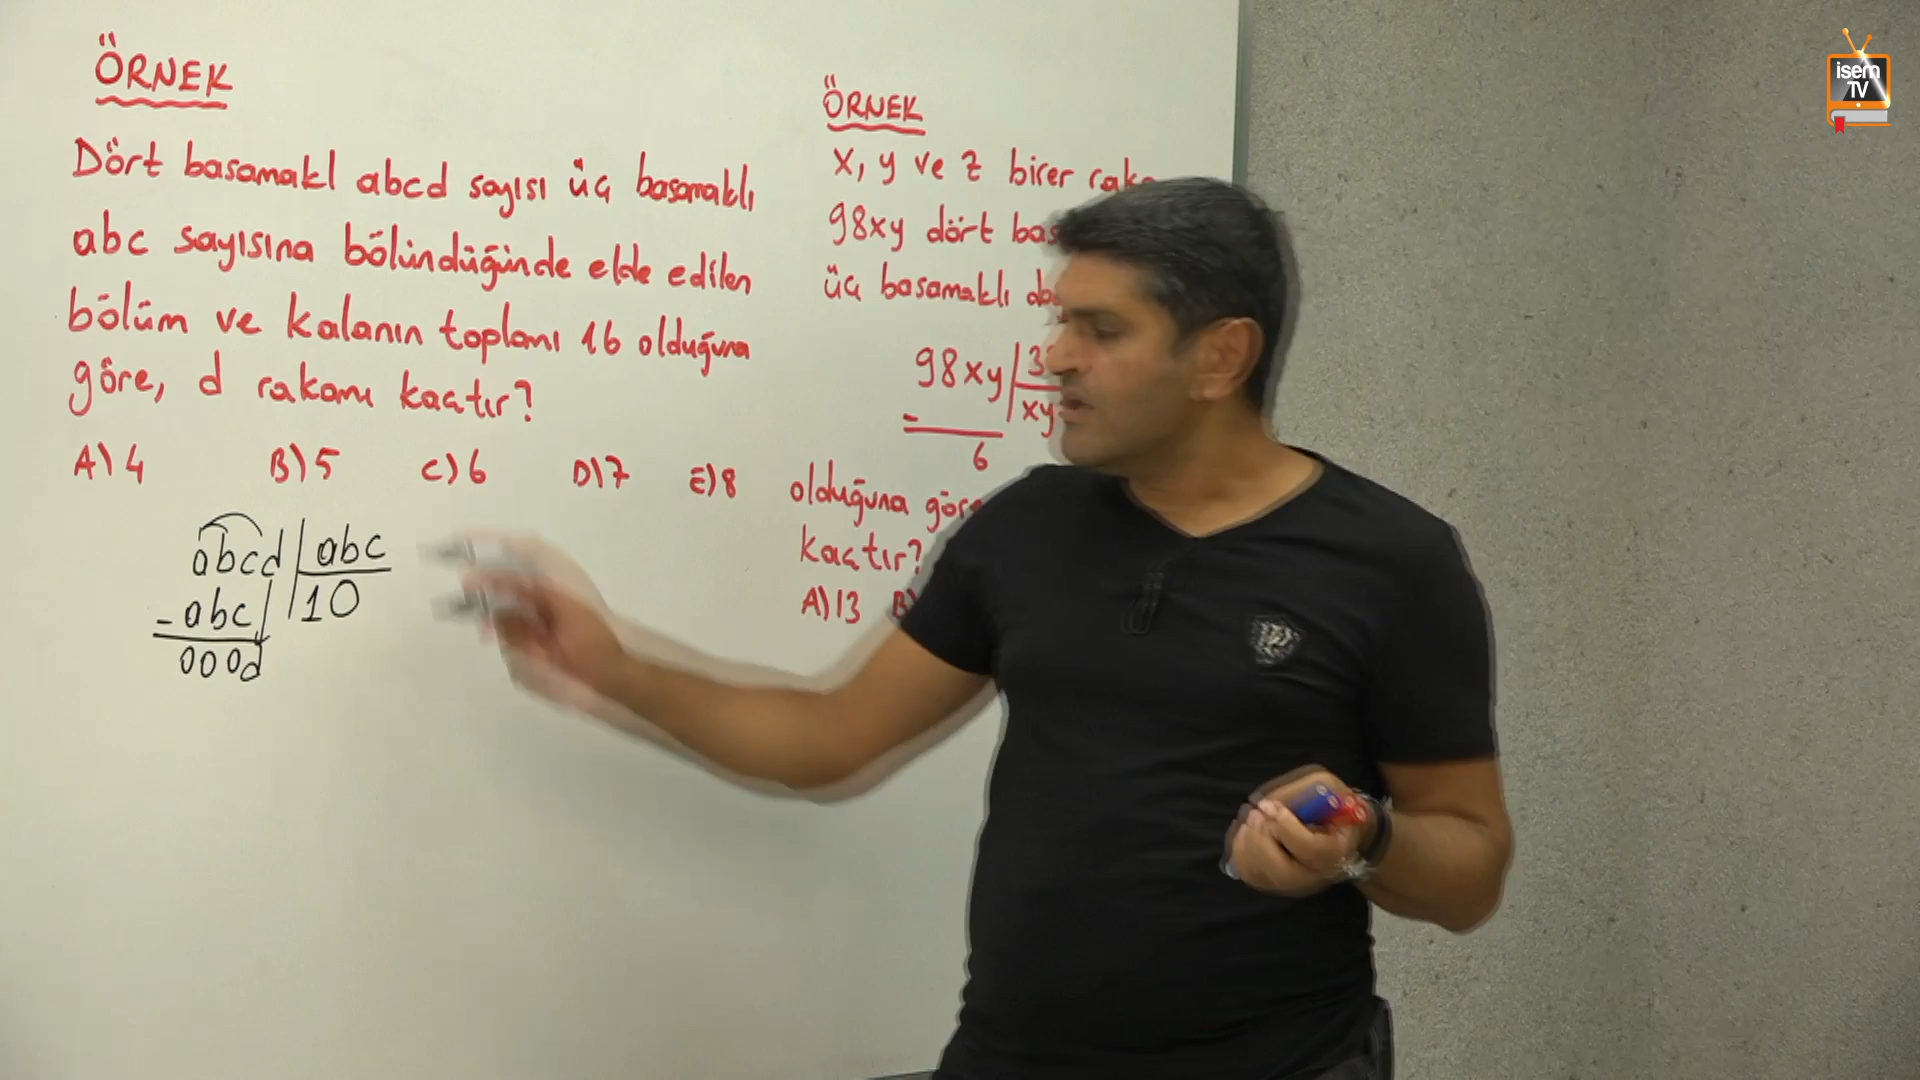 ÖRNEK
Dört basamaklı abcd sayısı üç basamaklı
abc sayısına bölündüğünde elde edilen
bölüm ve kalanın toplamı 16 olduğuna
göre, d rakamı kaçtır?
A) 4 B) 5 C) 6 D) 7 E) 8
abcd abc
- abc 10
000d
ÖRNEK
x, y ve z birer
98xy dört
üç basamaklı
98xy
xy
-
6
olduğuna
kaçtır?
A) 13
isem
TV